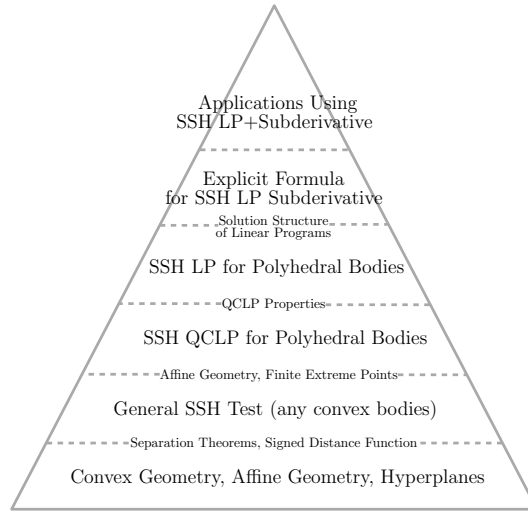 Applications Using
SSH LP+Subderivative
Explicit Formula
for SSH LP Subderivative
Solution Structure
of Linear Programs
SSH LP for Polyhedral Bodies
QCLP Properties
SSH QCLP for Polyhedral Bodies
Affine Geometry, Finite Extreme Points
General SSH Test (any convex bodies)
Separation Theorems, Signed Distance Function
Convex Geometry, Affine Geometry, Hyperplanes